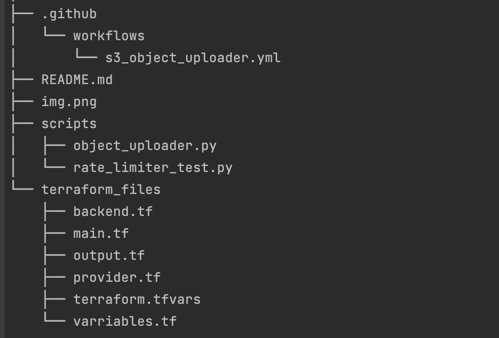 ├── .github
│   └── workflows
│       └── s3_object_uploader.yml
├── README.md
├── img.png
├── scripts
│   ├── object_uploader.py
│   └── rate_limiter_test.py
└── terraform_files
    ├── backend.tf
    ├── main.tf
    ├── output.tf
    ├── provider.tf
    ├── terraform.tfvars
    └── varriables.tf